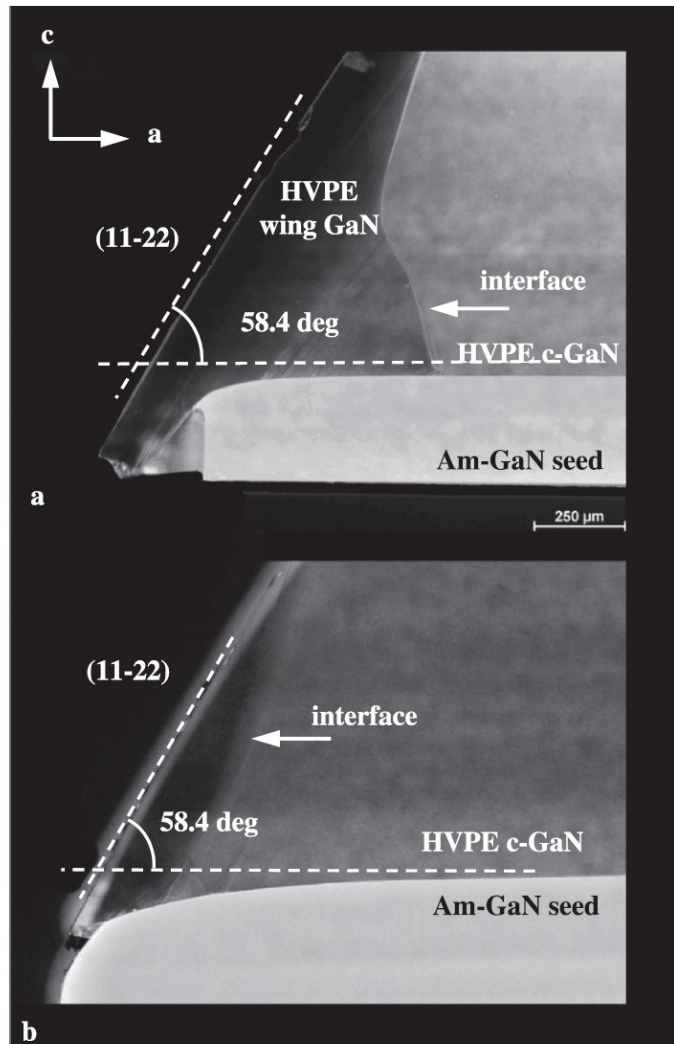 c
a
(11-22)
HVPE
wing GaN
interface
58.4 deg
HVPE c-GaN
Am-GaN seed
a
250 µm
(11-22)
interface
58.4 deg
HVPE c-GaN
Am-GaN seed
b